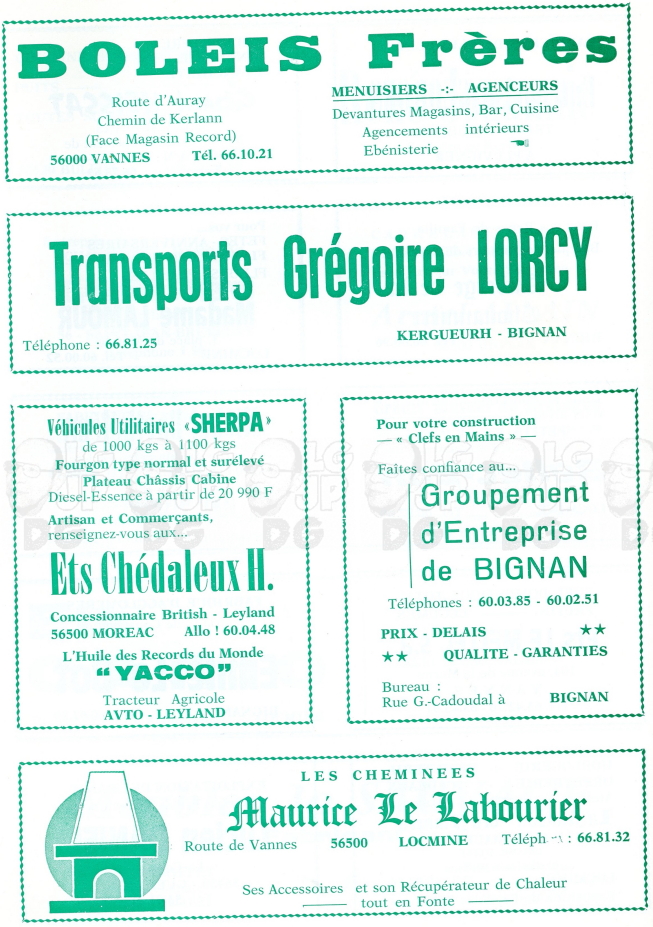 BOLEIS Frères
Route d'Auray
Chemin de Kerlann
(Face Magasin Record)
56000 VANNES Tél. 66.10.21
MENUISIERS -:- AGENCEURS
Devantures Magasins, Bar, Cuisine
Agencements intérieurs
Ebénisterie
Transports Grégoire LORCY
Téléphone : 66.81.25
KERGUEURH - BIGNAN
Véhicules Utilitaires «SHERPA»
de 1000 kgs à 1100 kgs
Fourgon type normal et surélevé
Plateau Châssis Cabine
Diesel-Essence à partir de 20 990 F
Artisan et Commerçants,
renseignez-vous aux...
Ets Chédaleux H.
Concessionnaire British - Leyland
56500 MOREAC Allo ! 60.04.48
L'Huile des Records du Monde
"YACCO"
Tracteur Agricole
AVTO - LEYLAND
Pour votre construction
— « Clefs en Mains » —
Faites confiance au...
Groupement
d'Entreprise
de BIGNAN
Téléphones : 60.03.85 - 60.02.51
PRIX - DELAIS ★★
★★ QUALITE - GARANTIES
Bureau :
Rue G.-Cadoudal à BIGNAN
LES CHEMINEES
Maurice Le Labourier
Route de Vannes 56500 LOCMINE : 66.81.32
Ses Accessoires et son Récupérateur de Chaleur
— tout en Fonte —